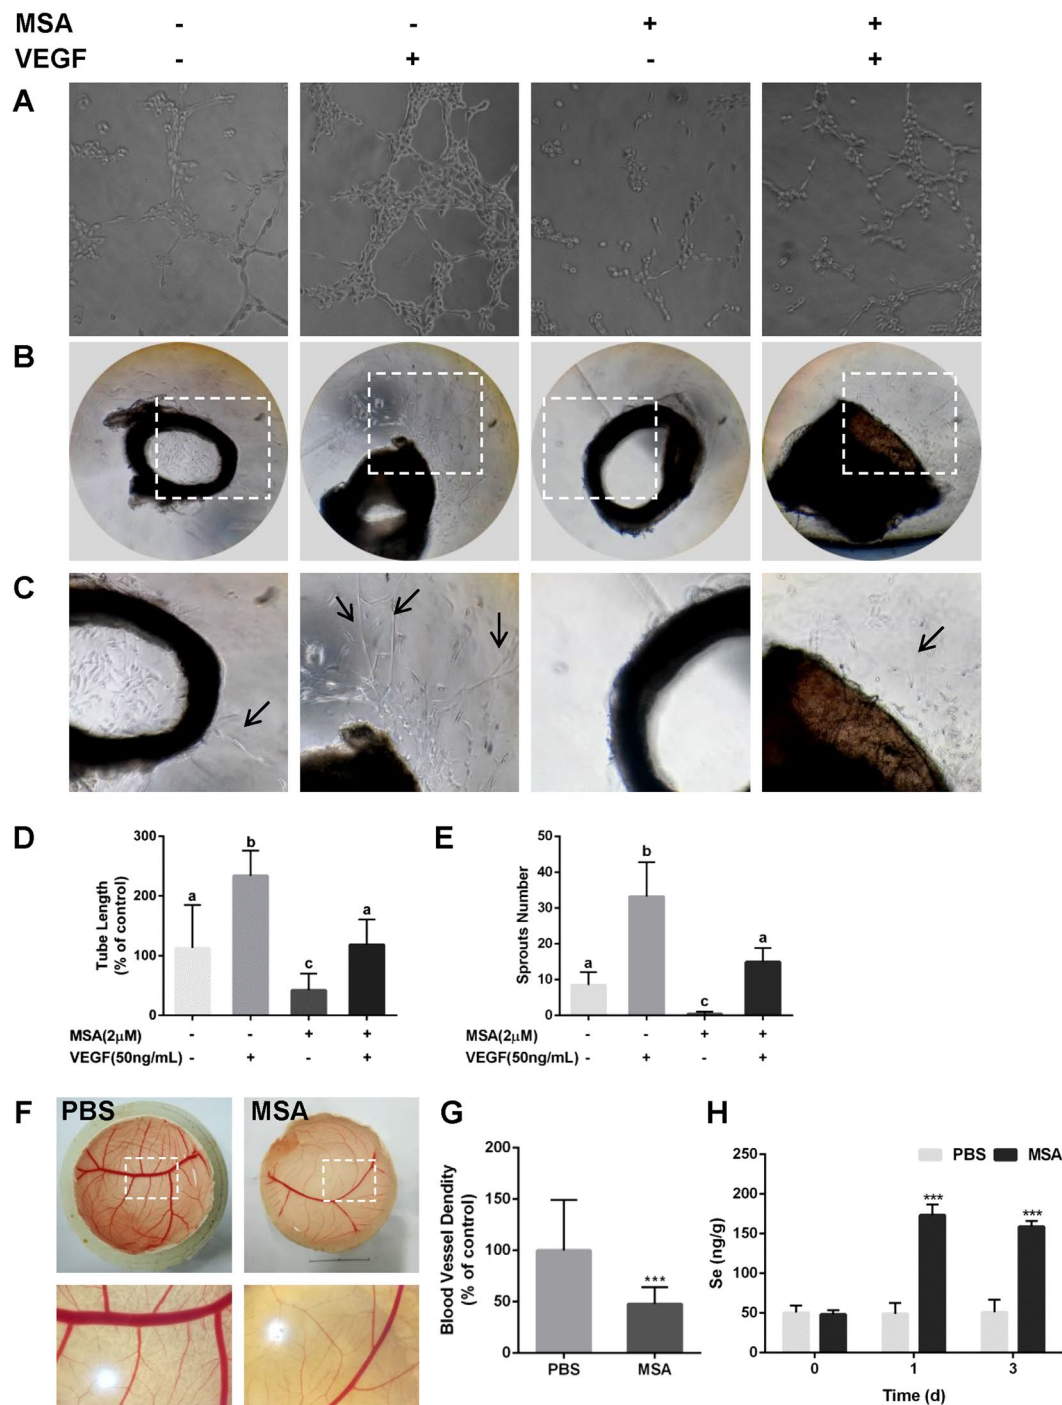 MSA - - + +
VEGF - + - +
A
B
C
D
E
300
200
100
0
Tube Length
(% of control)
a
b
c
a
MSA(2μM) - - + +
VEGF(50ng/mL) - + - +
50
40
30
20
10
0
Sprouts Number
a
b
c
a
MSA(2μM) - - + +
VEGF(50ng/mL) - + - +
F
PBS
MSA
G
200
150
100
50
0
Blood Vessel Dendity
(% of control)
***
PBS MSA
H
PBS MSA
250
200
150
100
50
0
Se (ng/g)
***
***
0 1 3
Time (d)